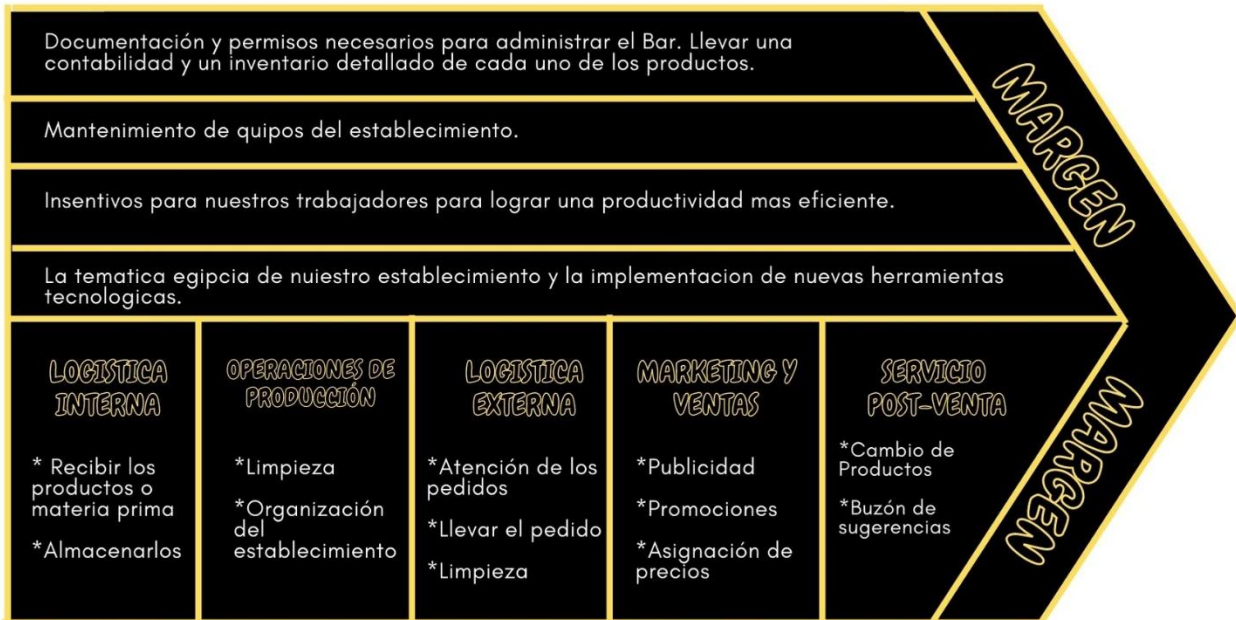 Documentación y permisos necesarios para administrar el Bar. Llevar una
contabilidad y un inventario detallado de cada uno de los productos.
Mantenimiento de quipos del establecimiento.
Insentivos para nuestros trabajadores para lograr una productividad mas eficiente.
La tematica egipcia de nuiestro establecimiento y la implementacion de nuevas herramientas
tecnologicas.
MARGEN
LOGISTICA
INTERNA
* Recibir los
productos o
materia prima
*Almacenarlos
OPERACIONES DE
PRODUCCIÓN
*Limpieza
*Organización
del
establecimiento
LOGISTICA
EXTERNA
*Atención de los
pedidos
*Llevar el pedido
*Limpieza
MARKETING Y
VENTAS
*Publicidad
*Promociones
*Asignación de
precios
SERVICIO
POST-VENTA
*Cambio de
Productos
*Buzón de
sugerencias
MARGEN